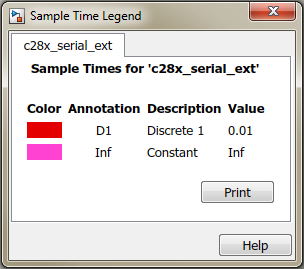 Sample Time Legend
c28x_serial_ext
Sample Times for 'c28x_serial_ext'
Color Annotation Description Value
D1 Discrete 1 0.01
Inf Constant Inf
Print
Help